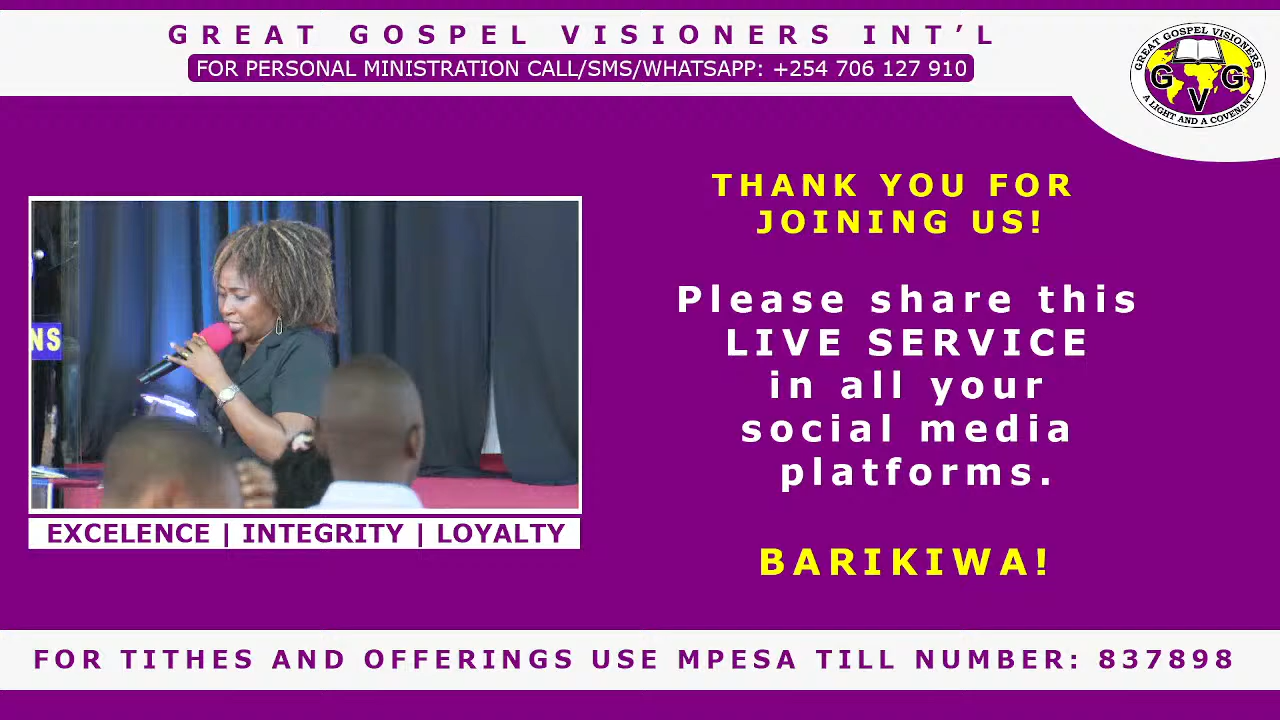 GREAT GOSPEL VISIONERS INT'L
FOR PERSONAL MINISTRATION CALL/SMS/WHATSAPP: +254 706 127 910
GREAT GOSPEL VISIONERS
G V G
A LIGHT AND A COVENANT
THANK YOU FOR
JOINING US!
Please share this
LIVE SERVICE
in all your
social media
platforms.
BARIKIWA!
NS
EXCELENCE | INTEGRITY | LOYALTY
FOR TITHES AND OFFERINGS USE MPESA TILL NUMBER: 837898